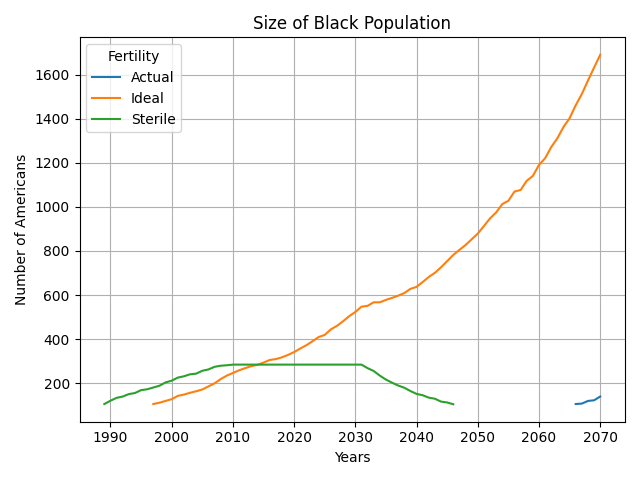 Size of Black Population
Fertility
Actual
Ideal
Sterile
Number of Americans
1600
1400
1200
1000
800
600
400
200
1990 2000 2010 2020 2030 2040 2050 2060 2070
Years